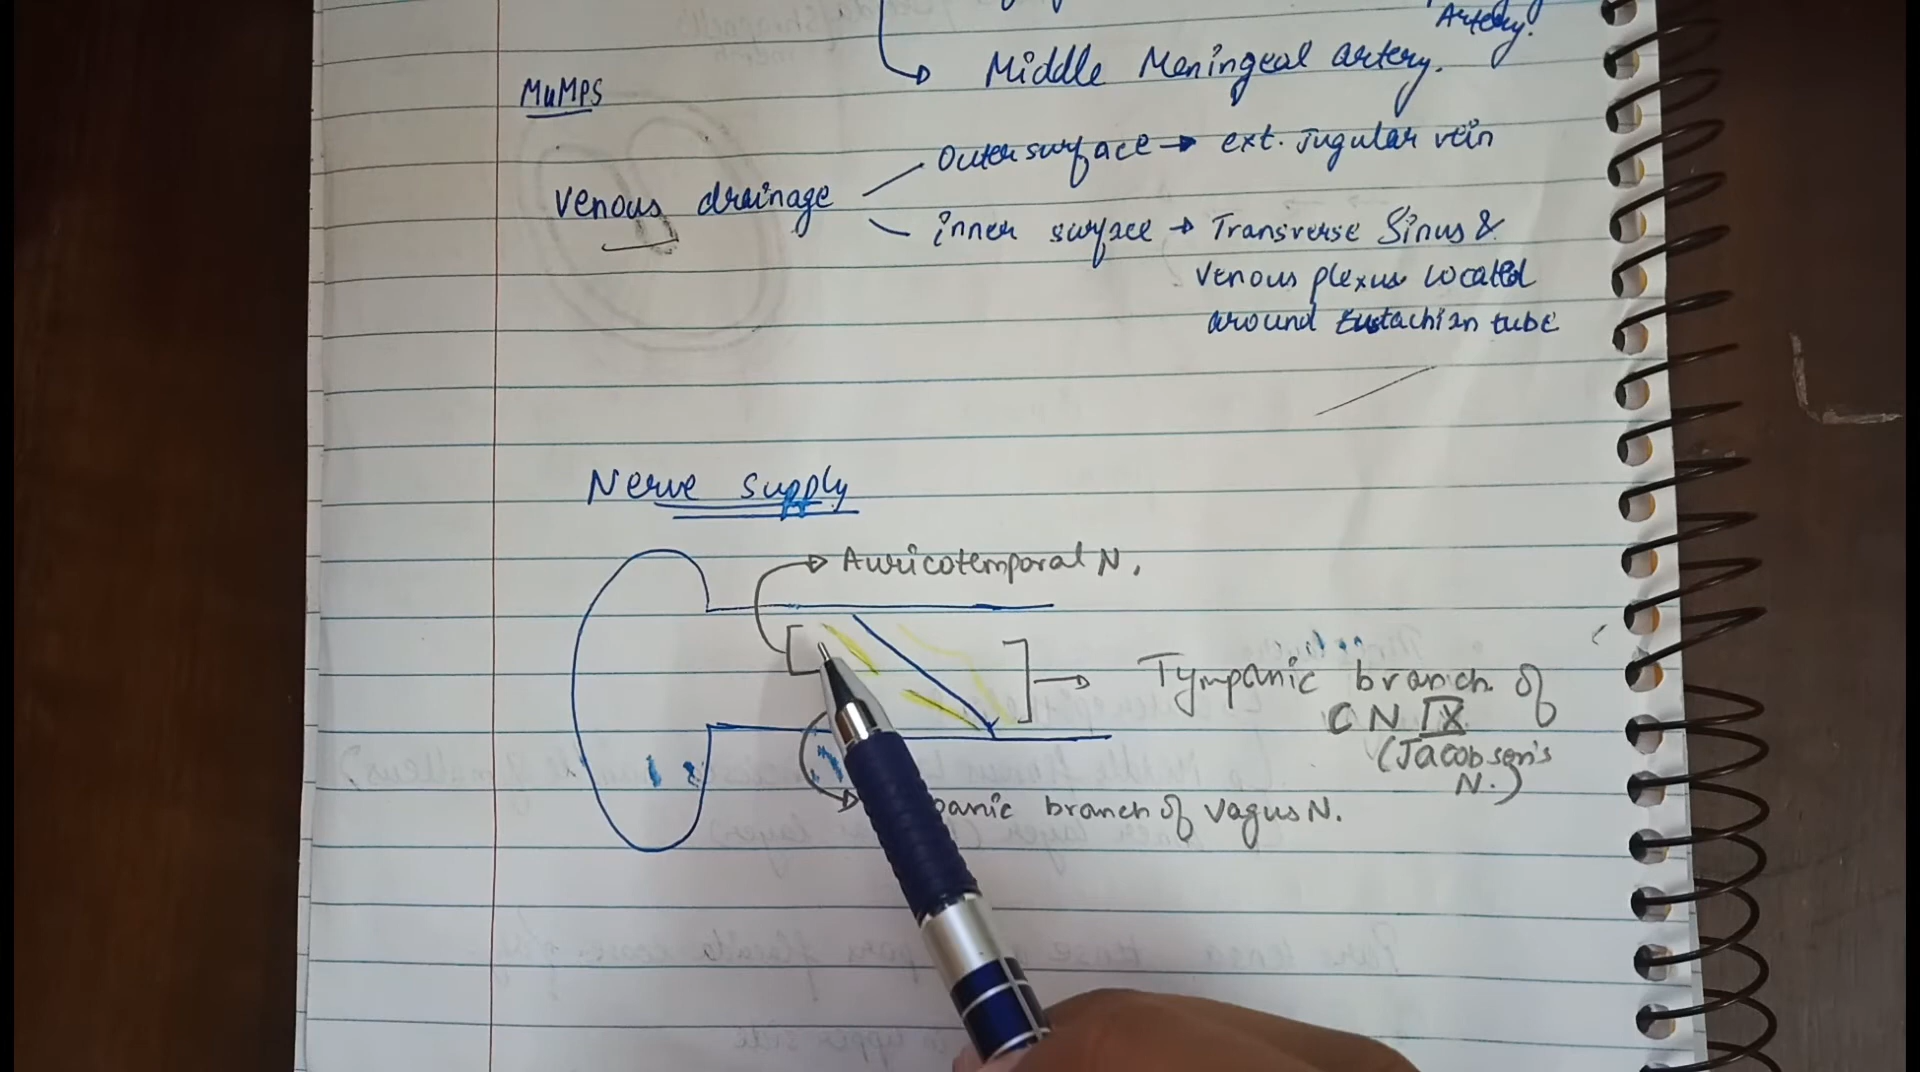 Artery.
Middle Meningeal artery.
MuMPS
Outer surface → ext. jugular vein
Venous drainage
inner surface → Transverse Sinus &
venous plexus located
around Eustachian tube
Nerve supply
Auricotemporal N.
Tympanic branch of
CN IX
(Jacobson's
N.)
branch of vagus N.